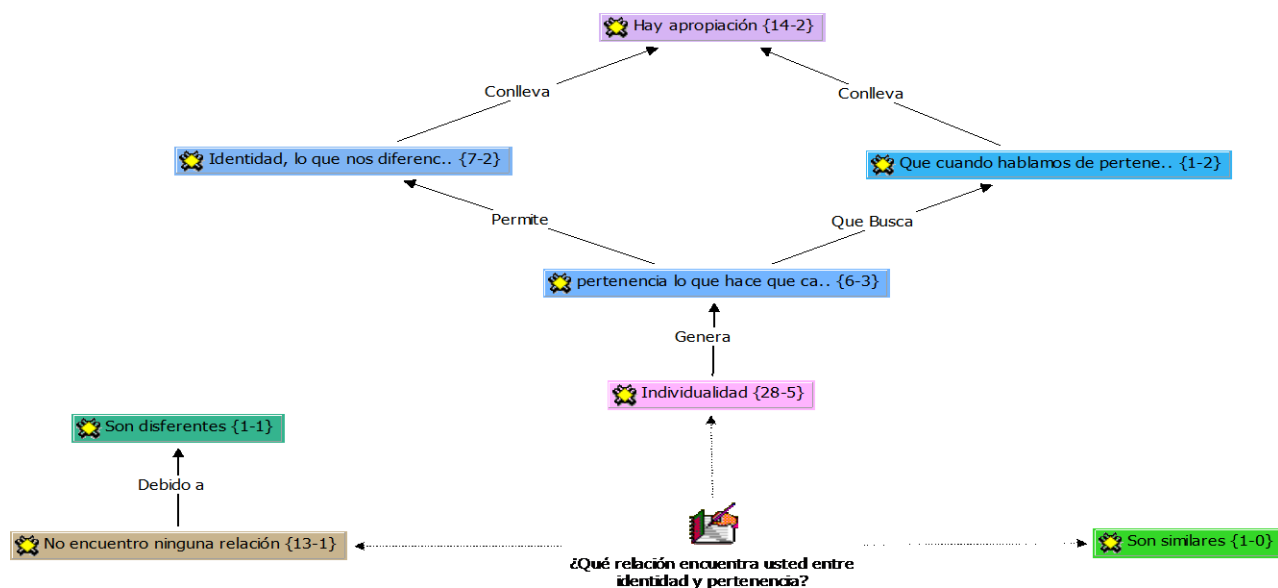 Hay apropiación {14-2}
Conlleva
Conlleva
Identidad, lo que nos diferenc.. {7-2}
Que cuando hablamos de pertene.. {1-2}
Permite
Que Busca
pertenencia lo que hace que ca.. {6-3}
Genera
Individualidad {28-5}
Son disferentes {1-1}
Debido a
No encuentro ninguna relación {13-1}
Son similares {1-0}
¿Qué relación encuentra usted entre
identidad y pertenencia?